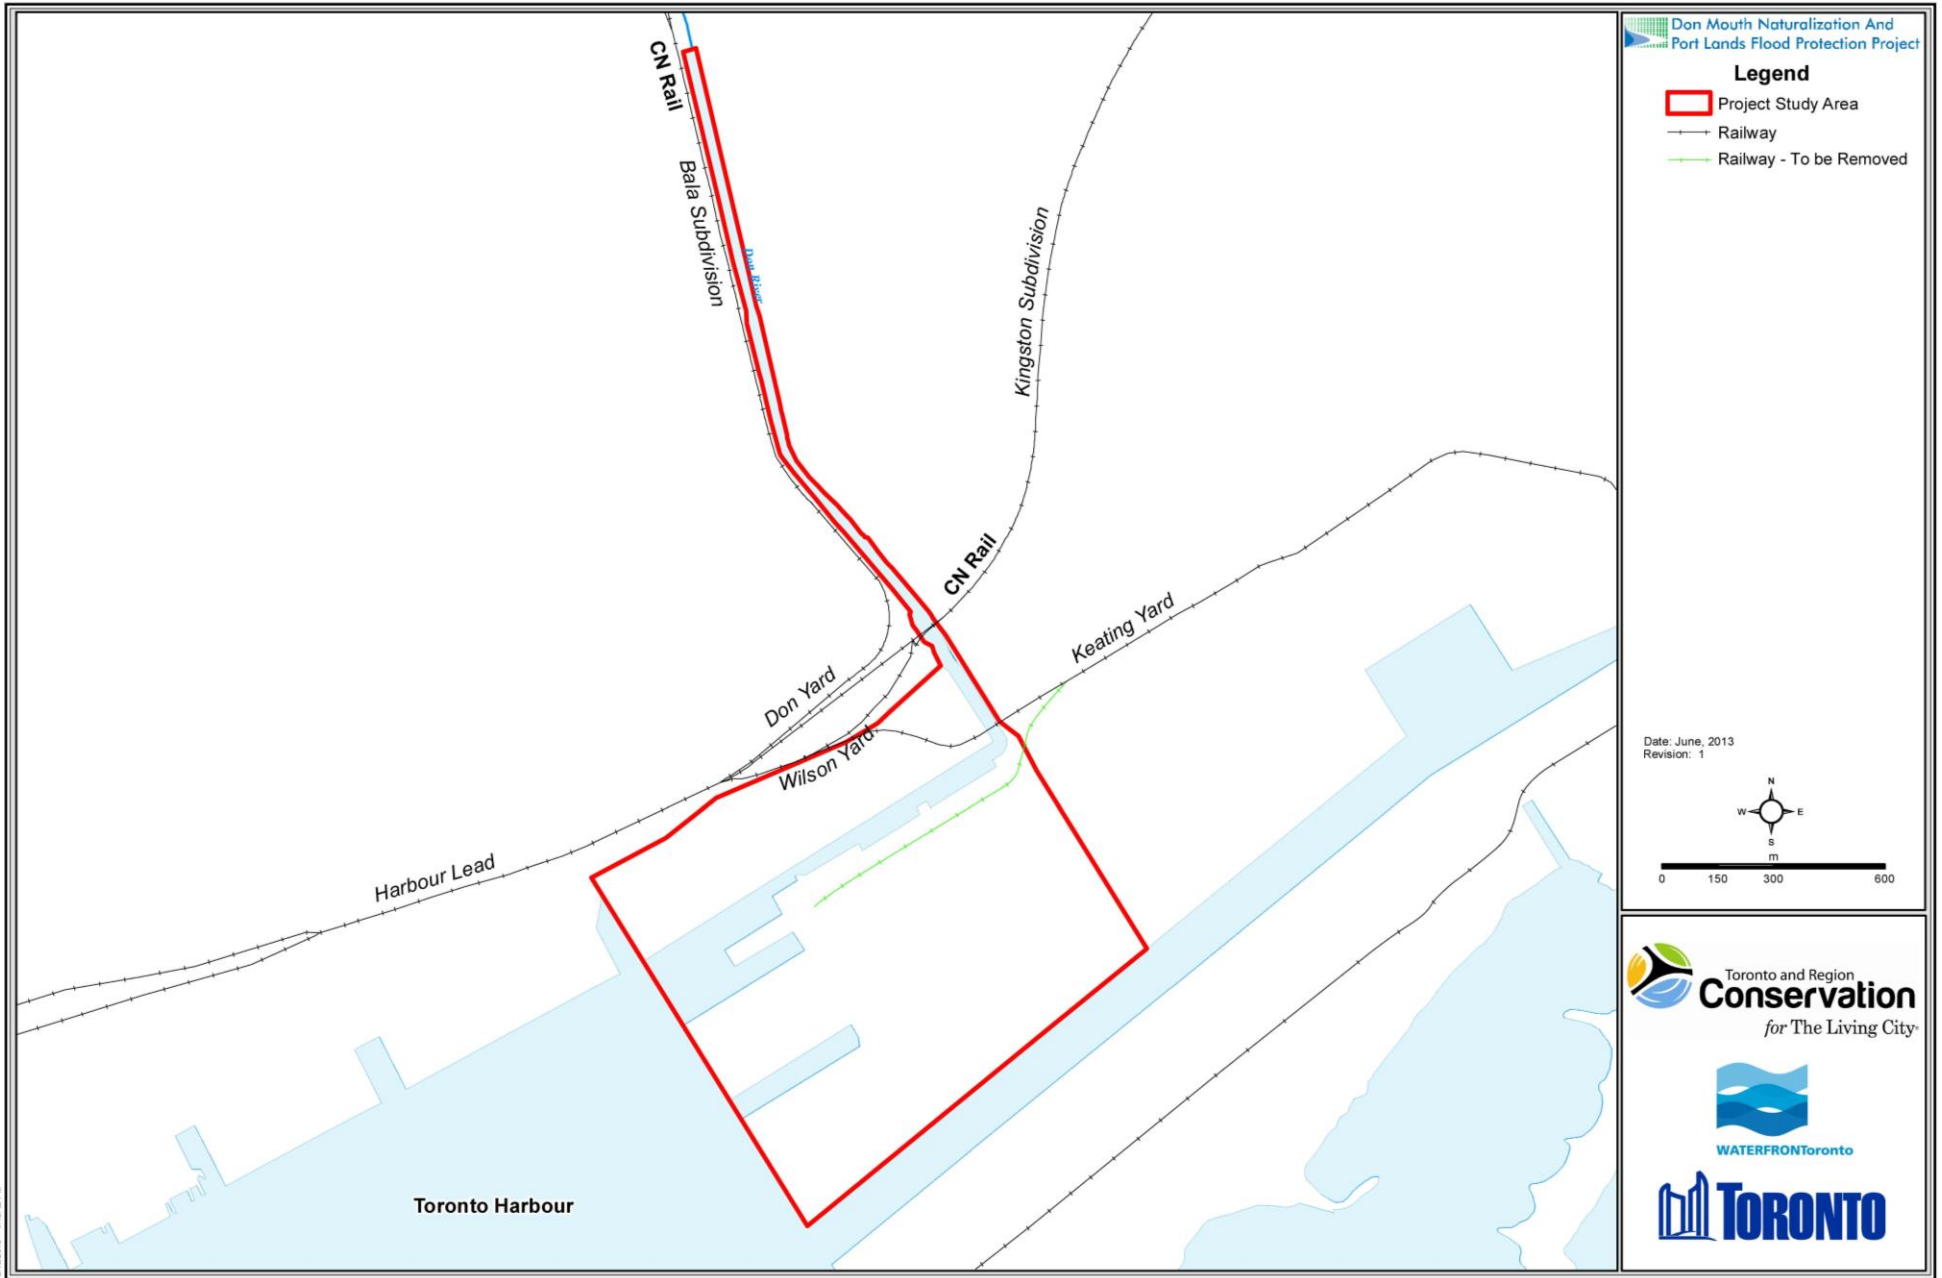 CN Rail
Bala Subdivision
Don River
Kingston Subdivision
CN Rail
Keating Yard
Don Yard
Wilson Yard
Harbour Lead
Toronto Harbour
Don Mouth Naturalization And
Port Lands Flood Protection Project
Legend
Project Study Area
Railway
Railway - To be Removed
Date: June, 2013
Revision: 1
N
W E
S
m
0 150 300 600
Toronto and Region
Conservation
for The Living City
WATERFRONToronto
TORONTO